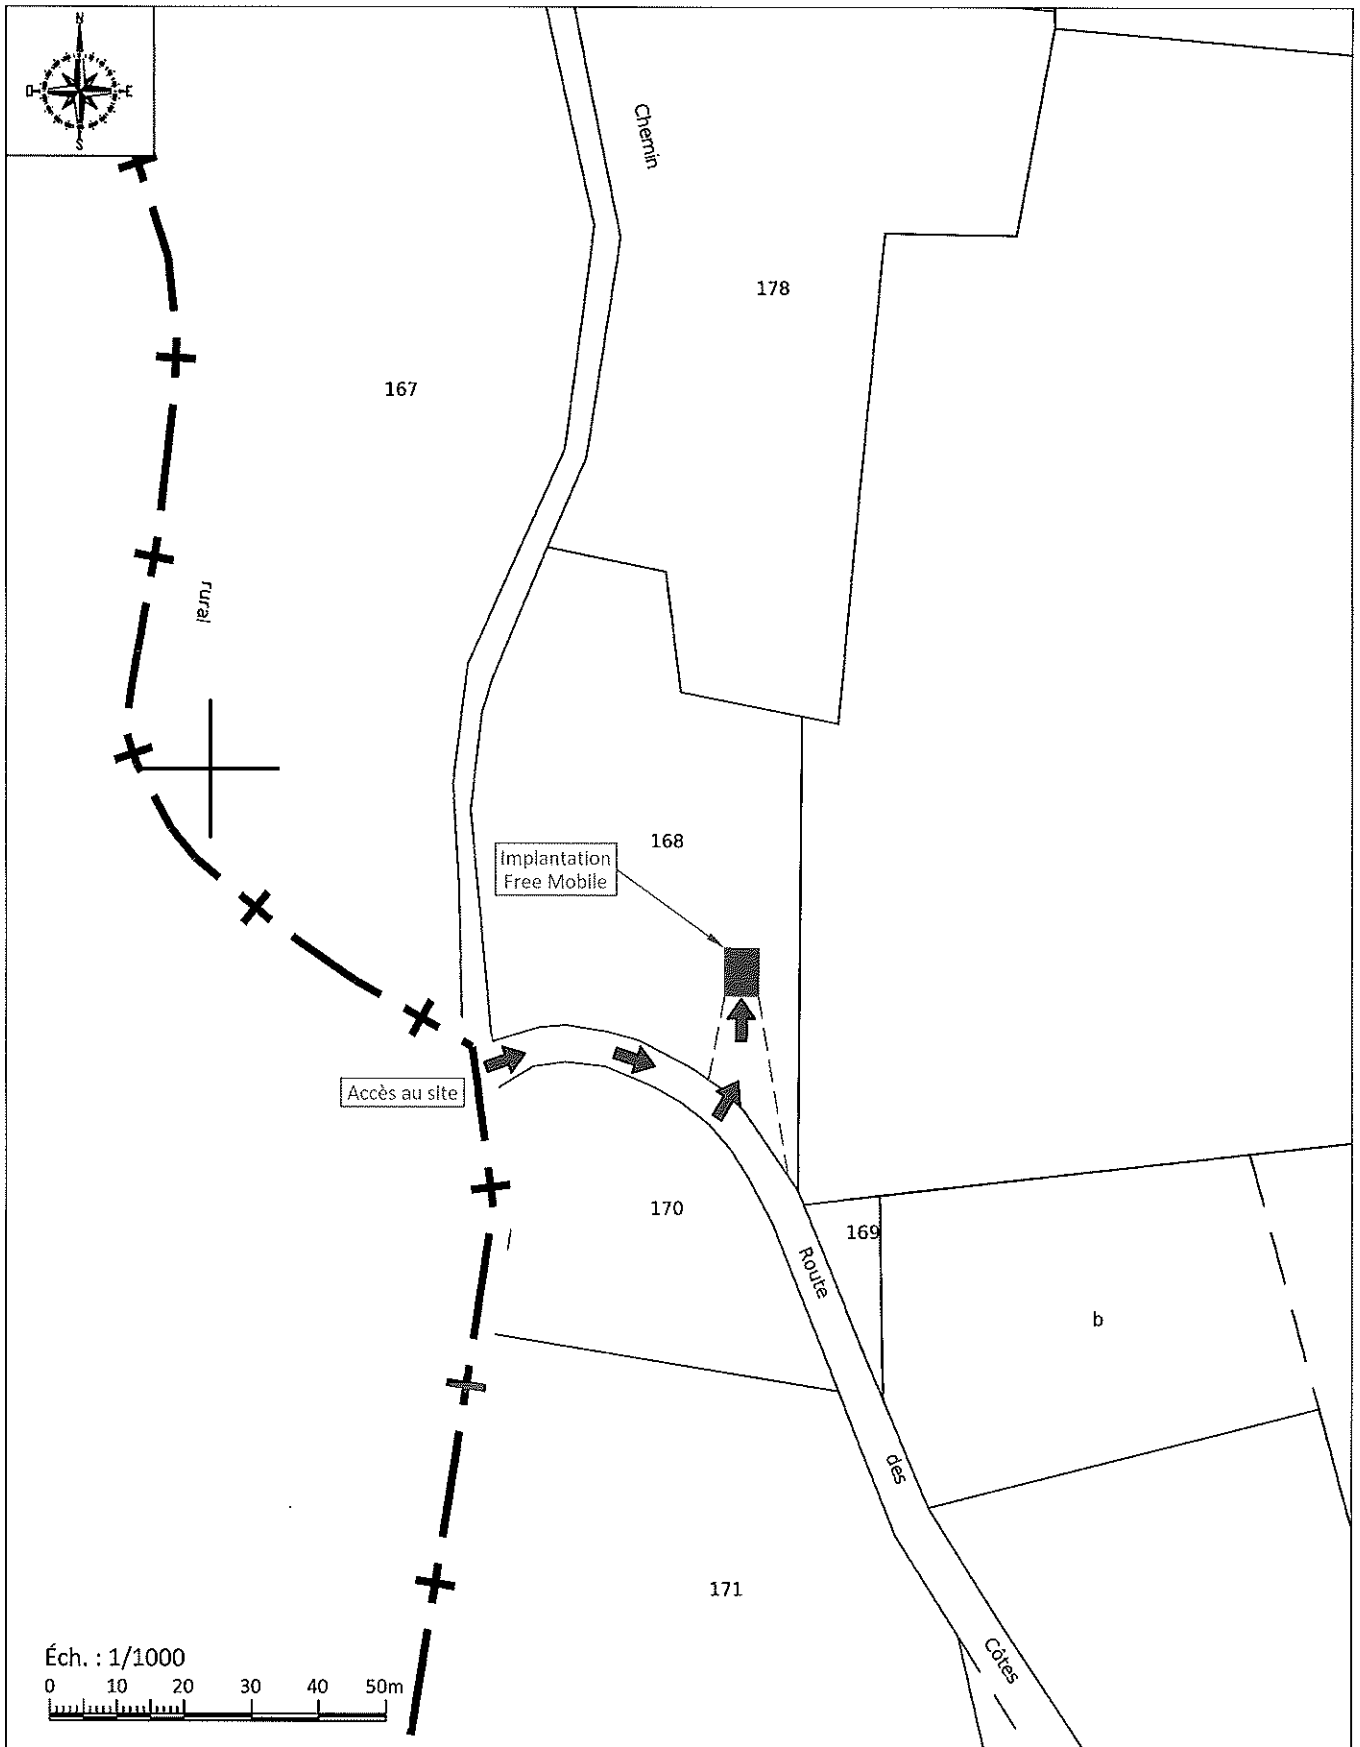 N
O
E
S
Chemin
178
167
rural
168
Implantation
Free Mobile
Accès au site
170
169
Route
b
des
171
Côtes
Éch. : 1/1000
0 10 20 30 40 50m